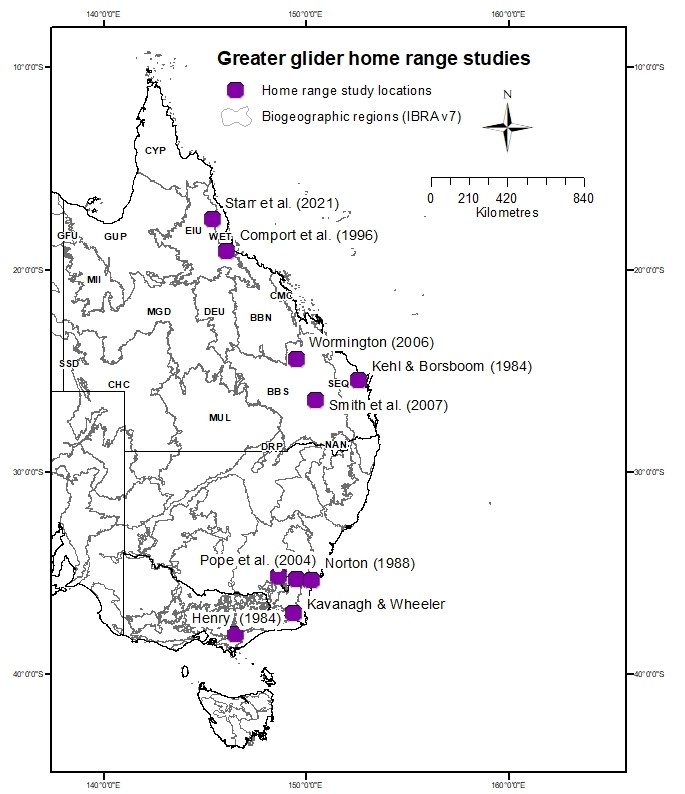 140°0'0"E 150°0'0"E 160°0'0"E
Greater glider home range studies
10°0'0"S 10°0'0"S
Home range study locations
N
Biogeographic regions (IBRA v7)
CYP
0 210 420 840
Kilometres
Starr et al. (2021)
GFU GUP EIU WET Comport et al. (1996)
20°0'0"S 20°0'0"S
MII
CMC
MGD DEU BBN
Wormington (2006)
SSD Kehl & Borsboom (1984)
CHC BBS SEQ
Smith et al. (2007)
MUL
DRP NAN
30°0'0"S 30°0'0"S
Pope et al. (2004) Norton (1988)
Kavanagh & Wheeler
Henry (1984)
40°0'0"S 40°0'0"S
140°0'0"E 150°0'0"E 160°0'0"E